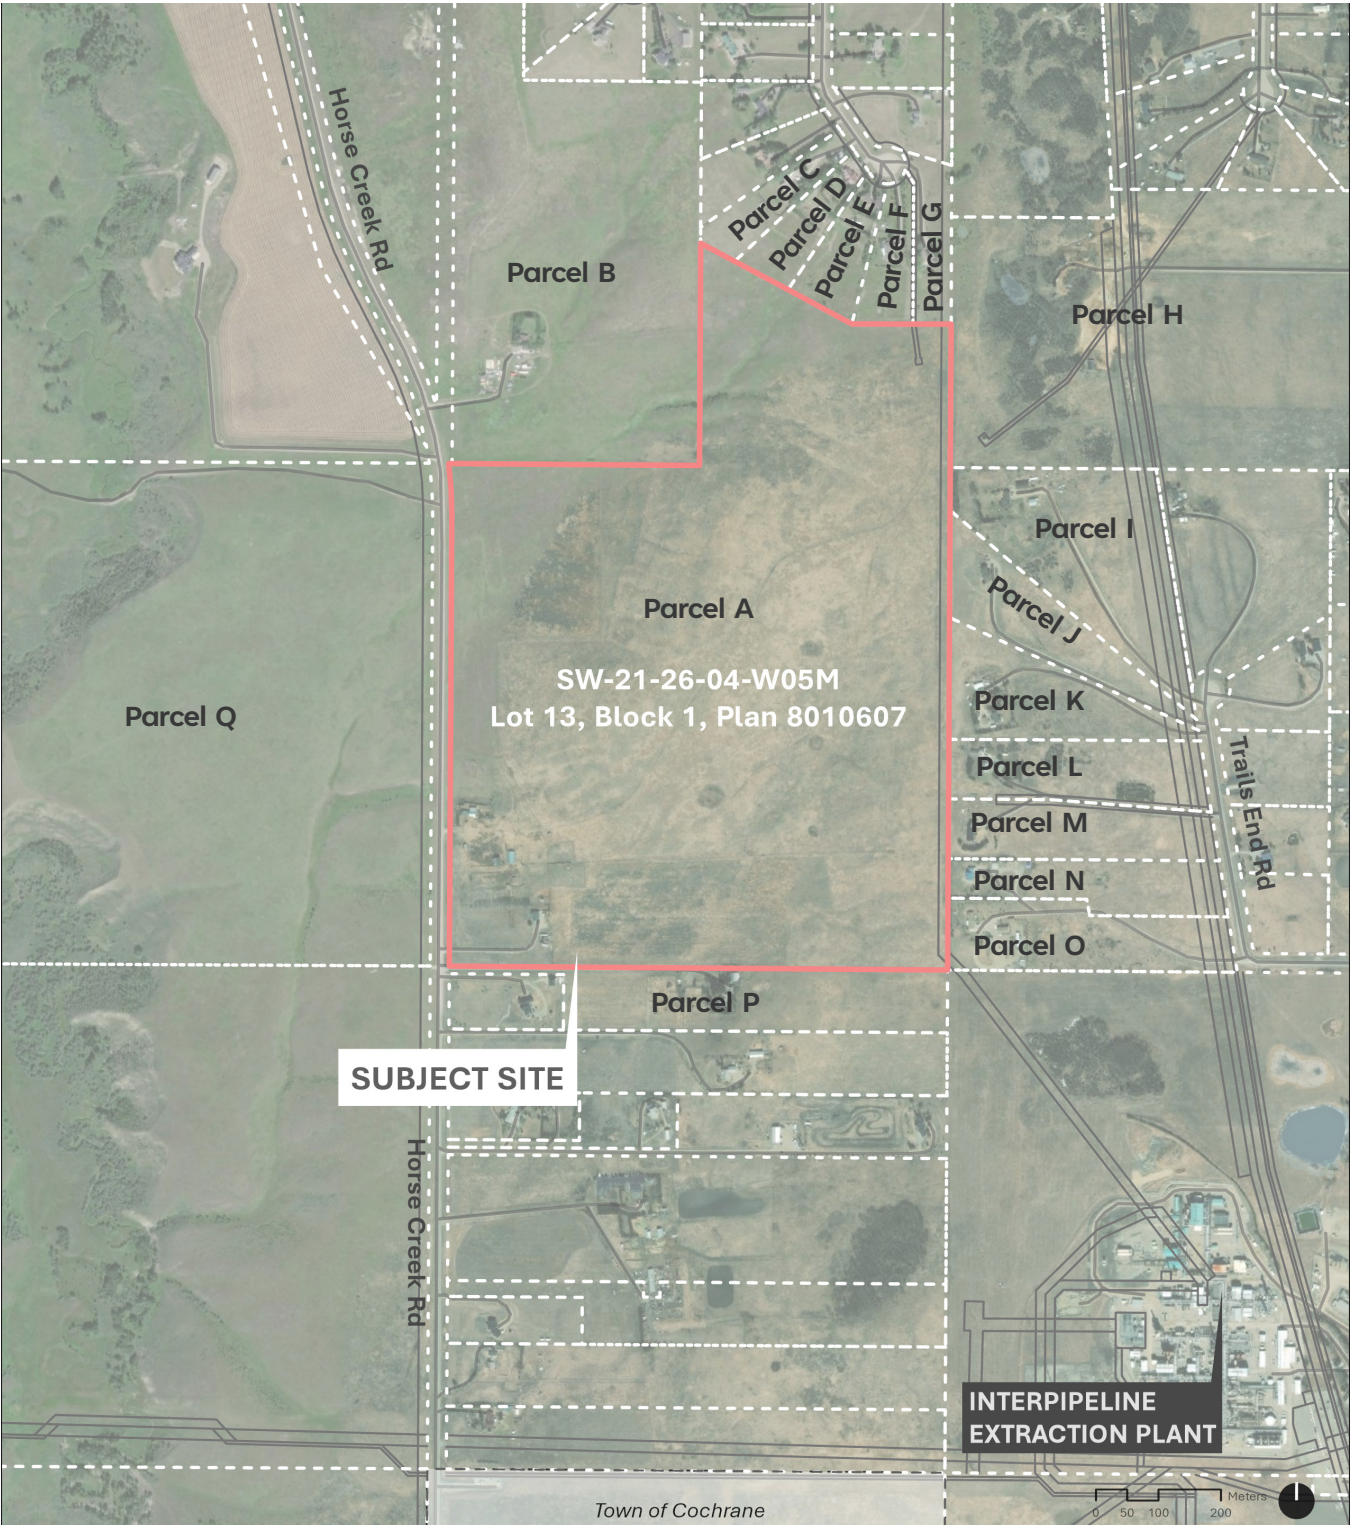 Horse Creek Rd
Parcel C
Parcel D
Parcel E
Parcel F
Parcel G
Parcel B
Parcel H
Parcel I
Parcel A
Parcel J
SW-21-26-04-W05M
Lot 13, Block 1, Plan 8010607
Parcel Q
Parcel K
Parcel L
Trails End Rd
Parcel M
Parcel N
Parcel O
Parcel P
SUBJECT SITE
Horse Creek Rd
INTERPIPELINE
EXTRACTION PLANT
Town of Cochrane
Meters
0 50 100 200